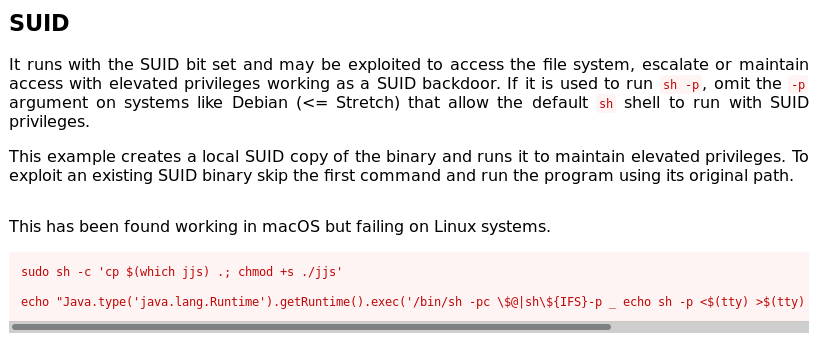 SUID
It runs with the SUID bit set and may be exploited to access the file system, escalate or maintain
access with elevated privileges working as a SUID backdoor. If it is used to run sh -p, omit the -p
argument on systems like Debian (<= Stretch) that allow the default sh shell to run with SUID
privileges.
This example creates a local SUID copy of the binary and runs it to maintain elevated privileges. To
exploit an existing SUID binary skip the first command and run the program using its original path.
This has been found working in macOS but failing on Linux systems.
sudo sh -c 'cp $(which jjs) .; chmod +s ./jjs'
echo "Java.type('java.lang.Runtime').getRuntime().exec('/bin/sh -pc \$@|sh\${IFS}-p _ echo sh -p <$(tty) >$(tty)